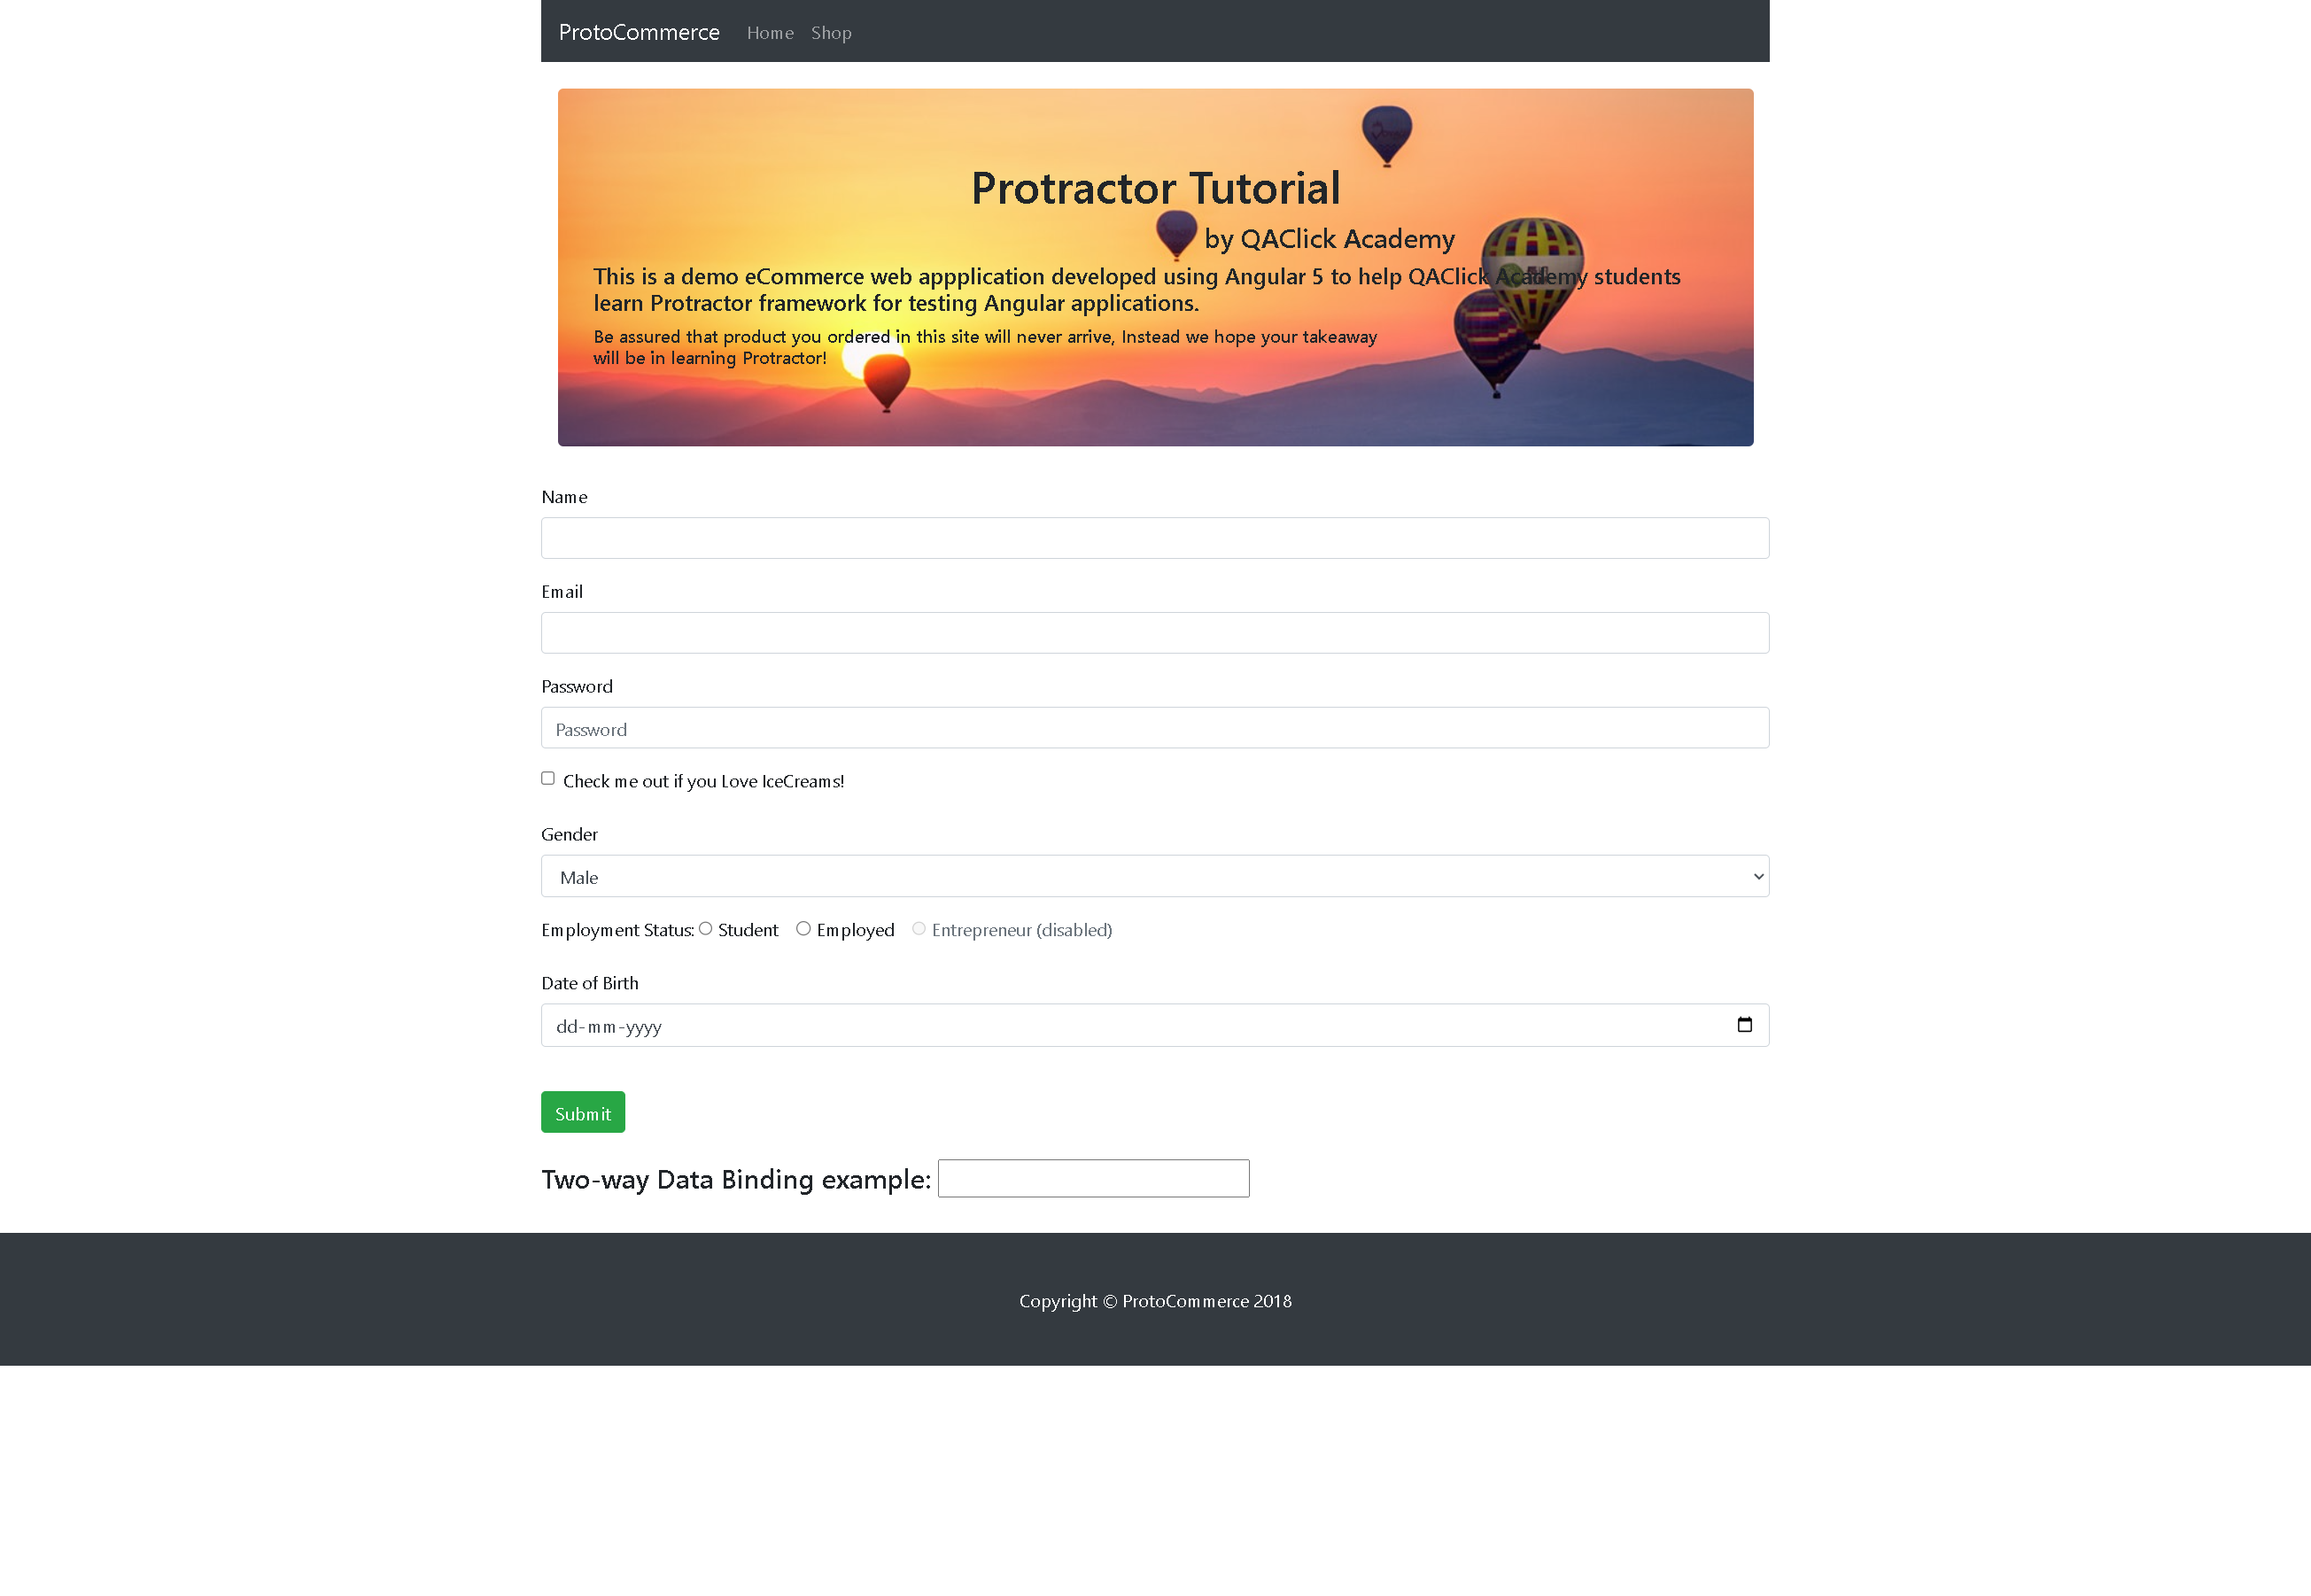 ProtoCommerce Home Shop
Protractor Tutorial
by QAClick Academy
This is a demo eCommerce web appplication developed using Angular 5 to help QAClick Academy students
learn Protractor framework for testing Angular applications.
Be assured that product you ordered in this site will never arrive, Instead we hope your takeaway
will be in learning Protractor!
Name
Email
Password
Password
Check me out if you Love IceCreams!
Gender
Male
Employment Status: Student Employed Entrepreneur (disabled)
Date of Birth
dd-mm-yyyy
Submit
Two-way Data Binding example:
Copyright © ProtoCommerce 2018